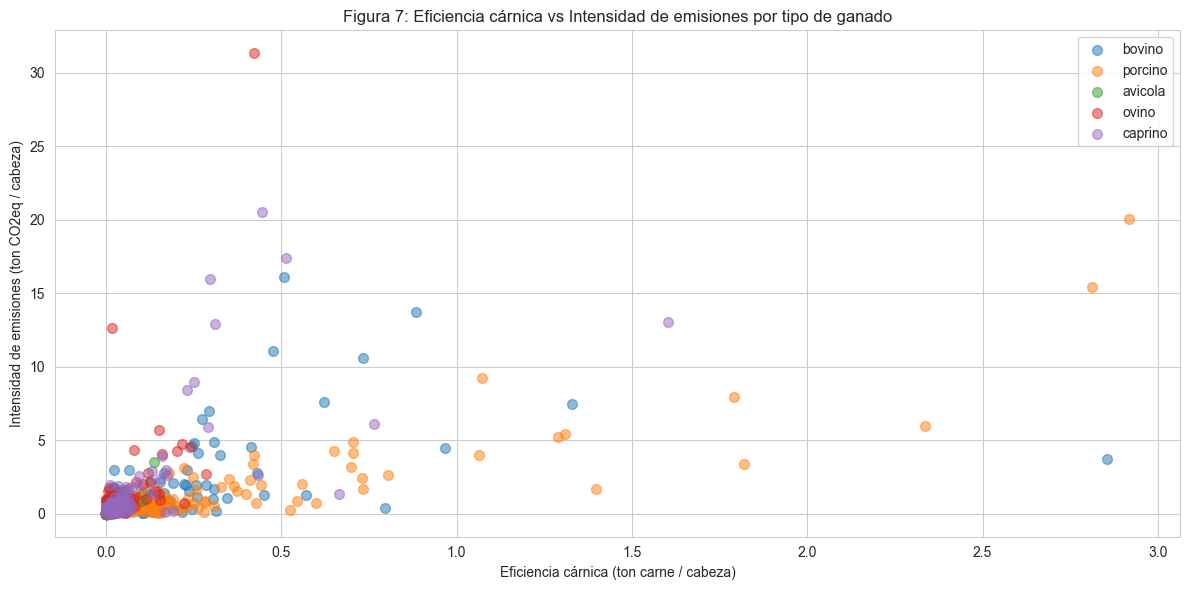 Figura 7: Eficiencia cárnica vs Intensidad de emisiones por tipo de ganado
bovino
porcino
avicola
ovino
caprino
Intensidad de emisiones (ton CO2eq / cabeza)
30
25
20
15
10
5
0
0.0
0.5
1.0
1.5
2.0
2.5
3.0
Eficiencia cárnica (ton carne / cabeza)